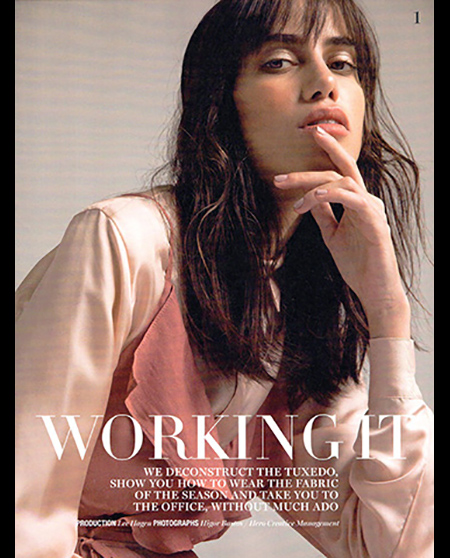 1
WORKING IT
WE DECONSTRUCT THE TUXEDO,
SHOW YOU HOW TO WEAR THE FABRIC
OF THE SEASON AND TAKE YOU TO
THE OFFICE, WITHOUT MUCH ADO
PRODUCTION Lee Hagen PHOTOGRAPHS Higor Bastos / Hero Creative Management